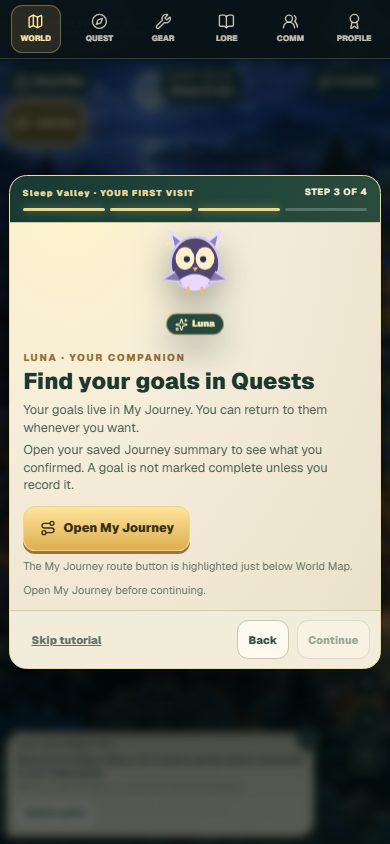 WORLD
QUEST
GEAR
LORE
COMM
PROFILE
Sleep Valley · YOUR FIRST VISIT
STEP 3 OF 4
Luna
LUNA · YOUR COMPANION
Find your goals in Quests
Your goals live in My Journey. You can return to them
whenever you want.
Open your saved Journey summary to see what you
confirmed. A goal is not marked complete unless you
record it.
Open My Journey
The My Journey route button is highlighted just below World Map.
Open My Journey before continuing.
Skip tutorial
Back
Continue